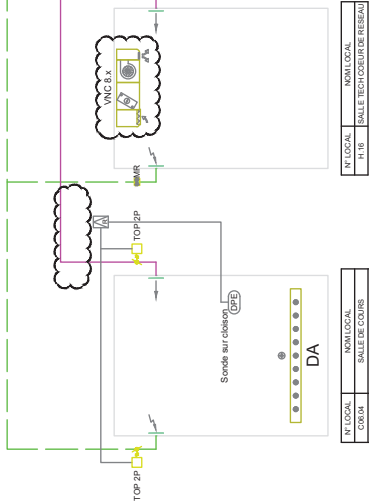 VNC 8.x
MR
R
TOP 2P
TOP 2P
Sonde sur cloison
DPE
DA
N° LOCAL
NOM LOCAL
H.16
SALLE TECH COEUR DE RESEAU
N° LOCAL
NOM LOCAL
C06.04
SALLE DE COURS